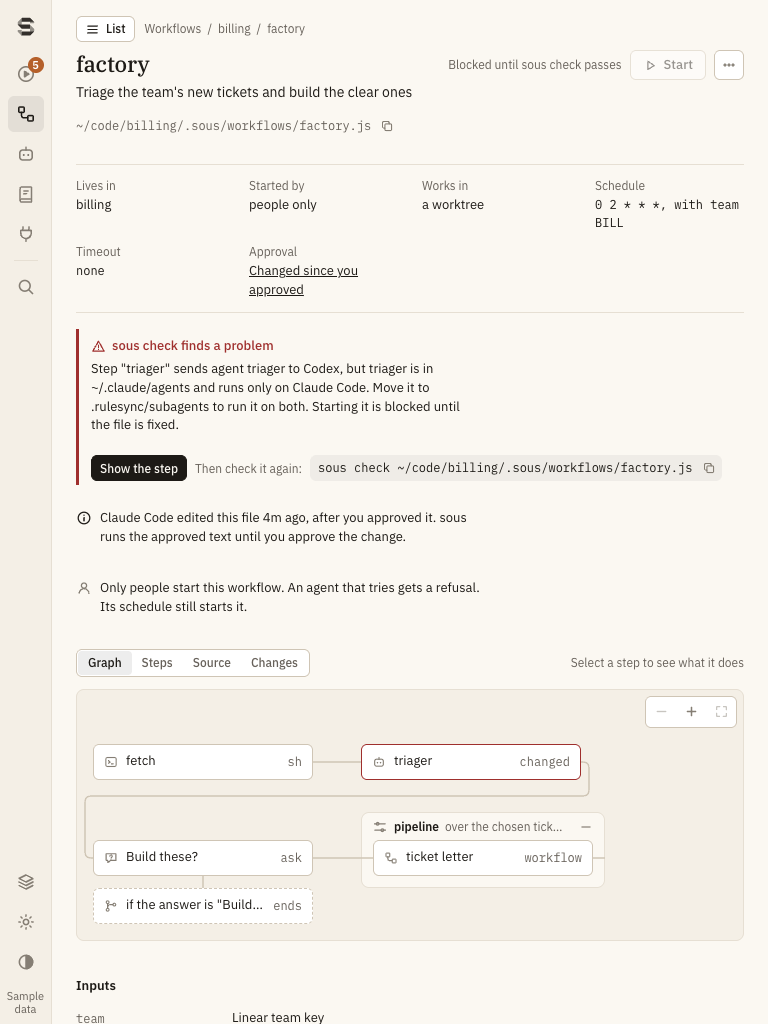 5
List
Workflows / billing / factory
factory
Blocked until sous check passes
Start
Triage the team's new tickets and build the clear ones
~/code/billing/.sous/workflows/factory.js
Lives in
billing
Started by
people only
Works in
a worktree
Schedule
0 2 * * *, with team
BILL
Timeout
none
Approval
Changed since you
approved
sous check finds a problem
Step "triager" sends agent triager to Codex, but triager is in
~/.claude/agents and runs only on Claude Code. Move it to
.rulesync/subagents to run it on both. Starting it is blocked until
the file is fixed.
Show the step
Then check it again:
sous check ~/code/billing/.sous/workflows/factory.js
Claude Code edited this file 4m ago, after you approved it. sous
runs the approved text until you approve the change.
Only people start this workflow. An agent that tries gets a refusal.
Its schedule still starts it.
Graph
Steps
Source
Changes
Select a step to see what it does
fetch
sh
triager
changed
pipeline over the chosen tick...
Build these?
ask
ticket letter
workflow
if the answer is "Build...
ends
Inputs
team
Linear team key
Sample
data